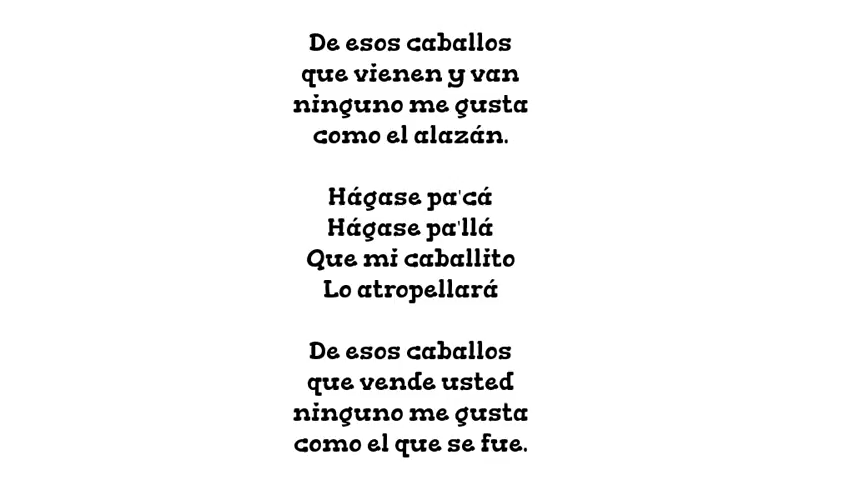 De esos caballos
que vienen y van
ninguno me gusta
como el alazán.
Hágase pa'cá
Hágase pa'llá
Que mi caballito
Lo atropellará
De esos caballos
que vende usted
ninguno me gusta
como el que se fue.